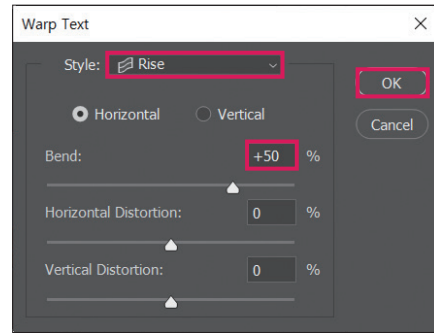 Warp Text
Style: Rise
OK
Horizontal Vertical
Cancel
Bend: +50 %
Horizontal Distortion: 0 %
Vertical Distortion: 0 %